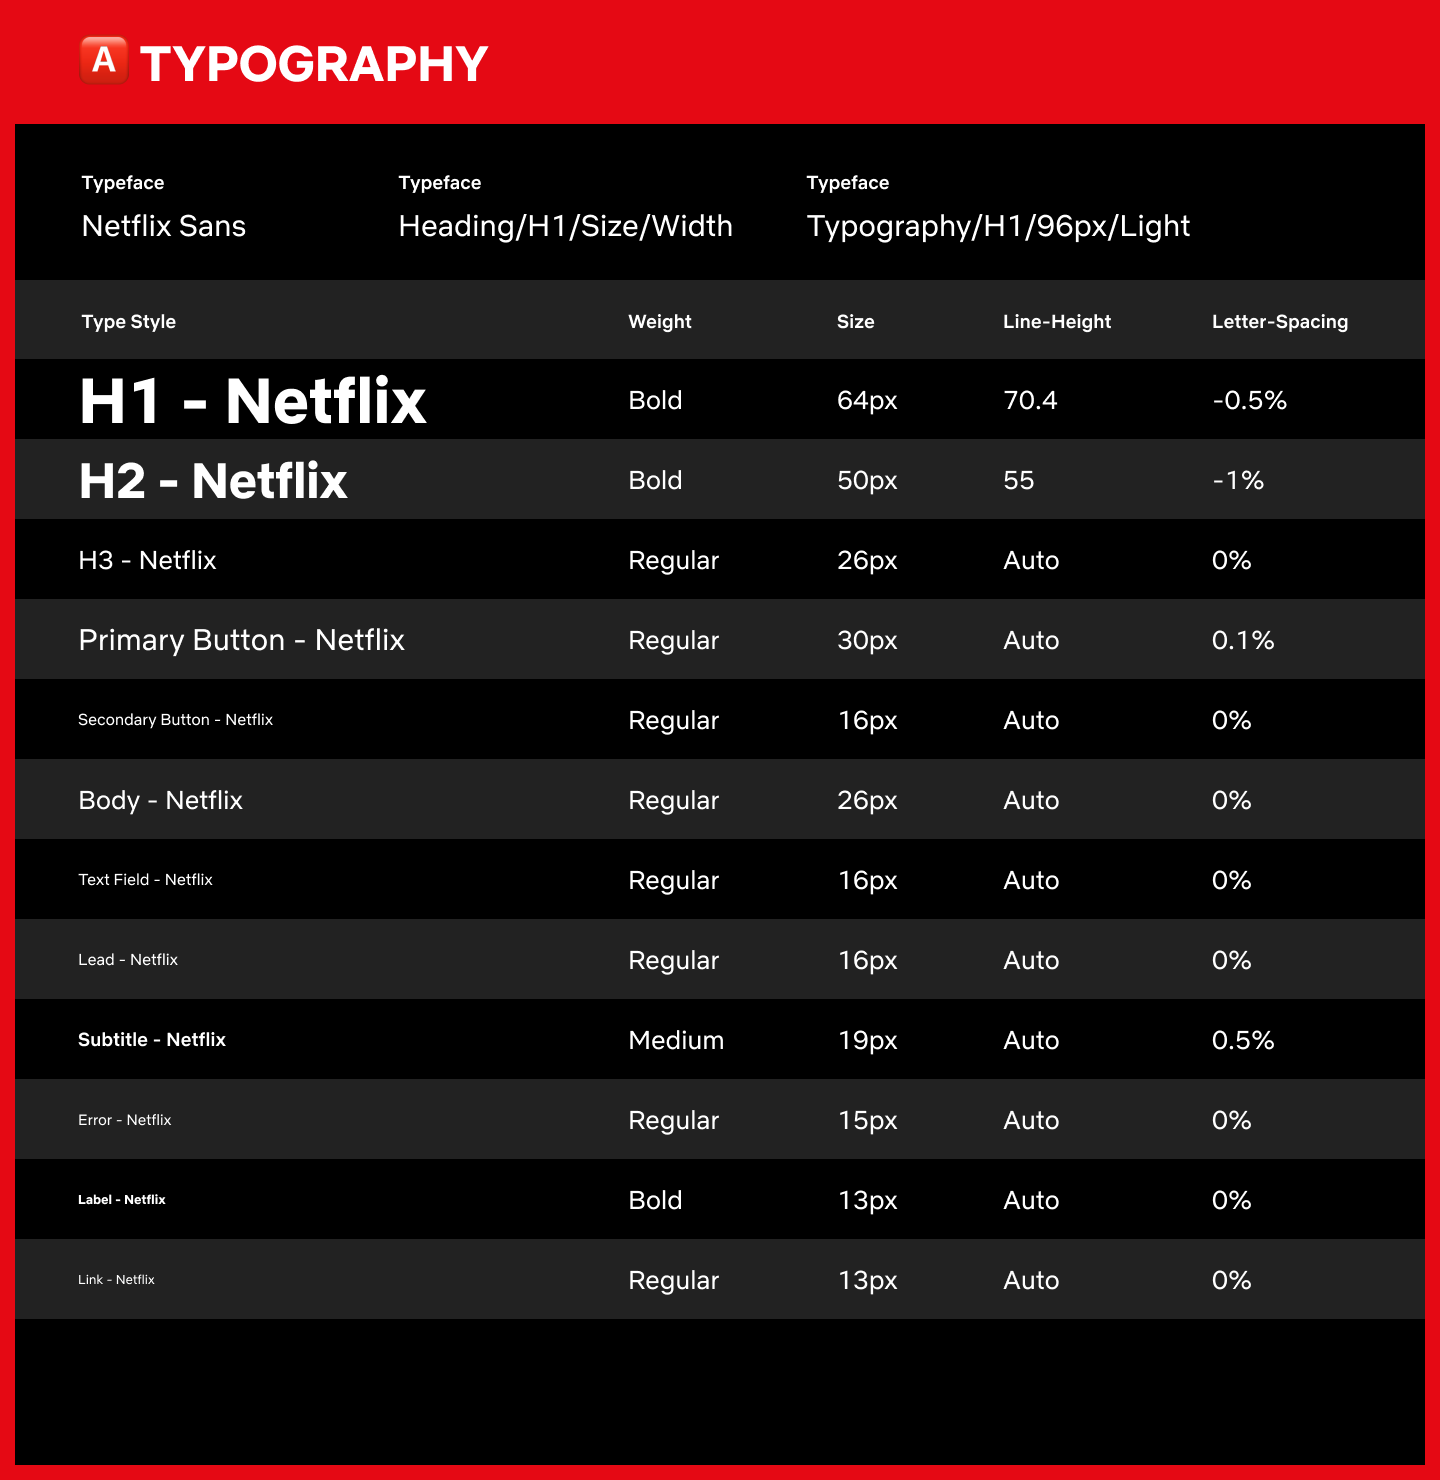 🅰 TYPOGRAPHY
Typeface Typeface Typeface
Netflix Sans Heading/H1/Size/Width Typography/H1/96px/Light
Type Style Weight Size Line-Height Letter-Spacing
H1 - Netflix Bold 64px 70.4 -0.5%
H2 - Netflix Bold 50px 55 -1%
H3 - Netflix Regular 26px Auto 0%
Primary Button - Netflix Regular 30px Auto 0.1%
Secondary Button - Netflix Regular 16px Auto 0%
Body - Netflix Regular 26px Auto 0%
Text Field - Netflix Regular 16px Auto 0%
Lead - Netflix Regular 16px Auto 0%
Subtitle - Netflix Medium 19px Auto 0.5%
Error - Netflix Regular 15px Auto 0%
Label - Netflix Bold 13px Auto 0%
Link - Netflix Regular 13px Auto 0%